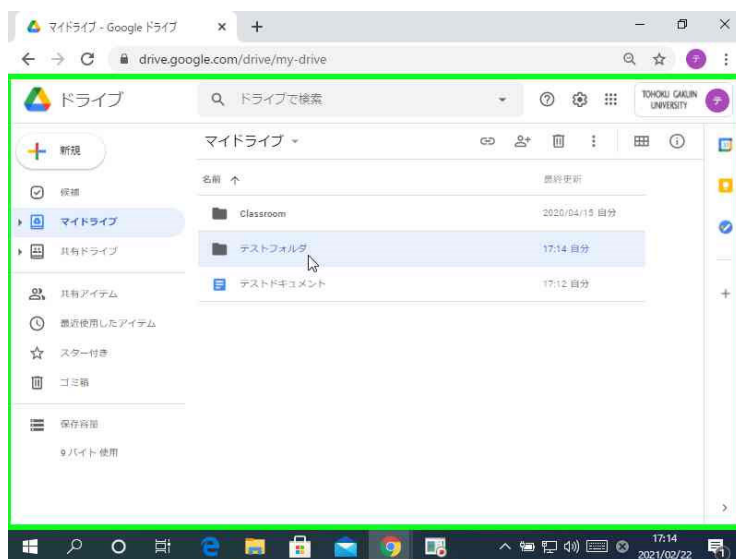 マイドライブ - Google ドライブ
drive.google.com/drive/my-drive
テ
ドライブ
ドライブで検索
TOHOKU GAKUIN
UNIVERSITY
テ
新規
マイドライブ
候補
マイドライブ
共有ドライブ
共有アイテム
最近使用したアイテム
スター付き
ゴミ箱
保存容量
9 バイト 使用
名前
最終更新
Classroom
2020/04/15 自分
テストフォルダ
17:14 自分
テストドキュメント
17:12 自分
17:14
2021/02/22